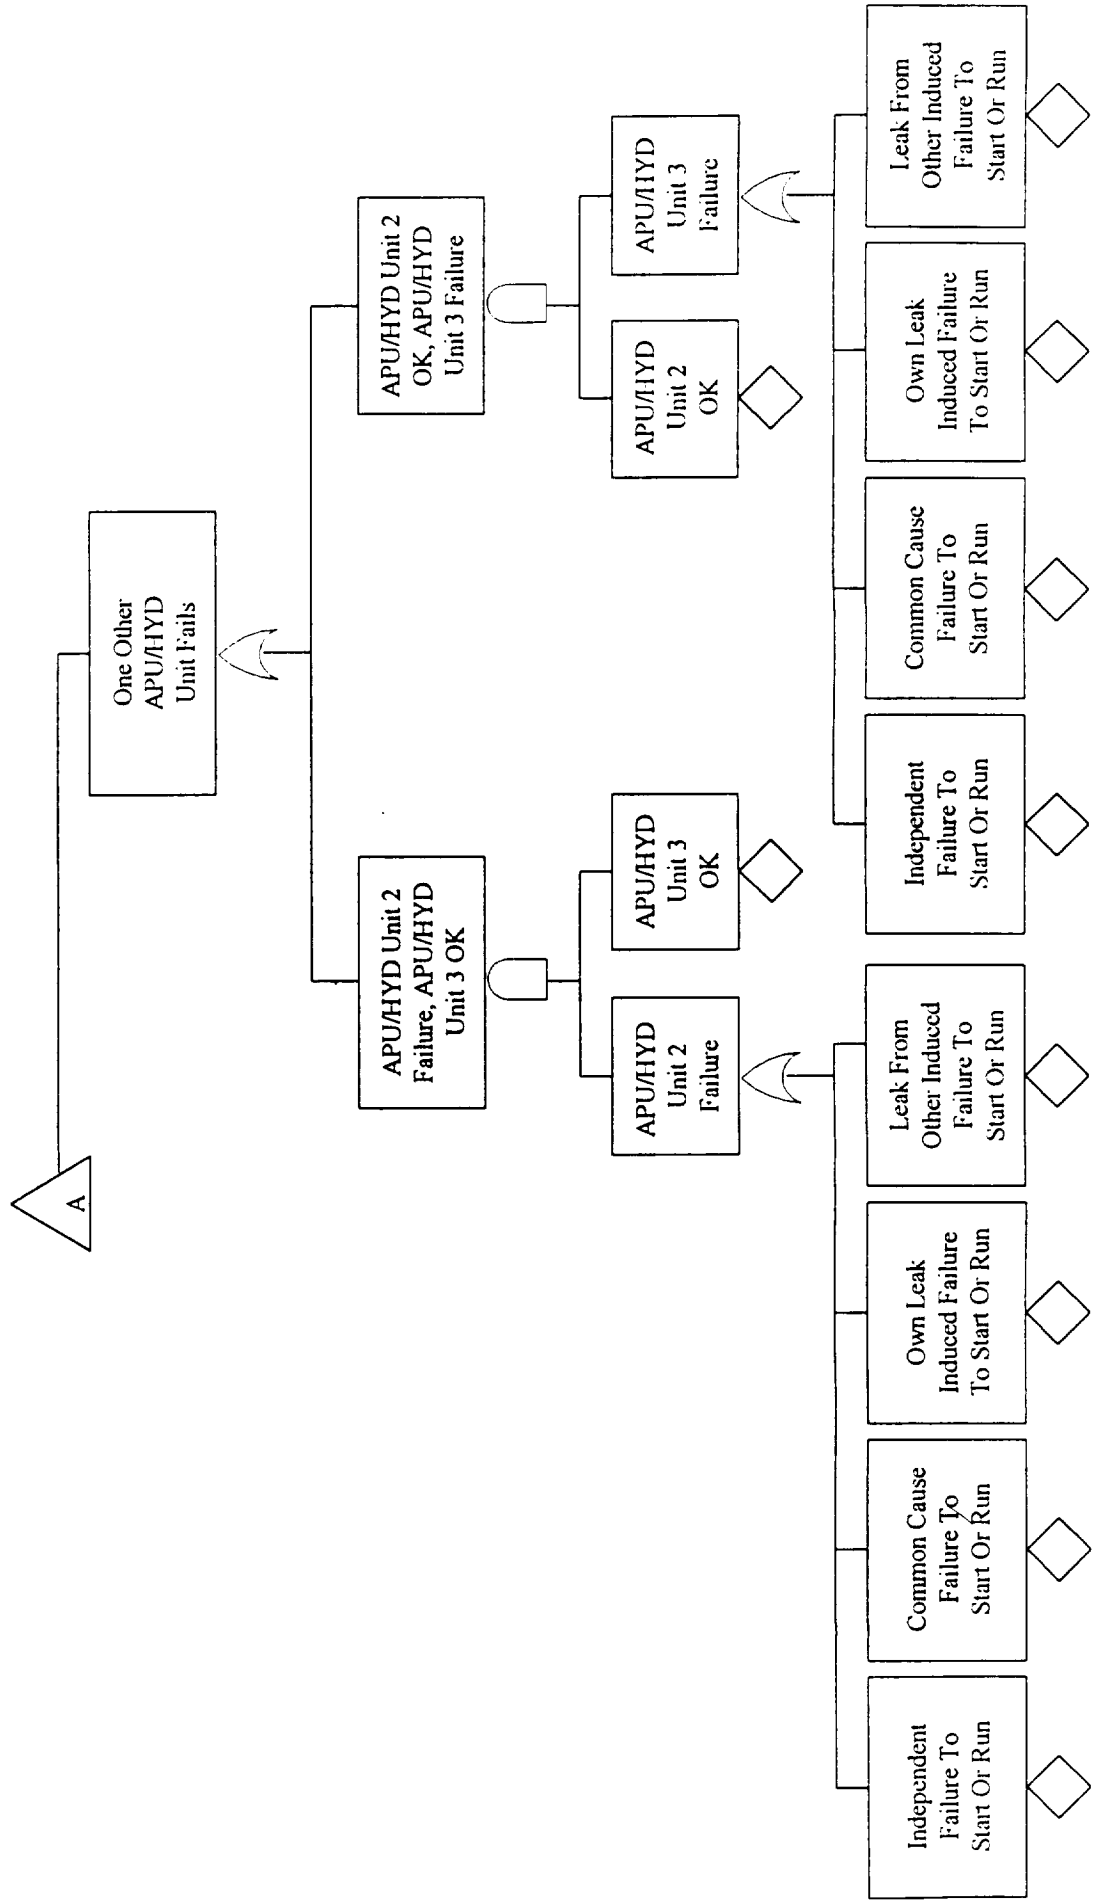 A
One Other
APU/HYD
Unit Fails
APU/HYD Unit 2
Failure, APU/HYD
Unit 3 OK
APU/HYD Unit 2
OK, APU/HYD
Unit 3 Failure
APU/HYD
Unit 2
Failure
APU/HYD
Unit 3
OK
APU/HYD
Unit 2
OK
APU/HYD
Unit 3
Failure
Independent
Failure To
Start Or Run
Common Cause
Failure To
Start Or Run
Own Leak
Induced Failure
To Start Or Run
Leak From
Other Induced
Failure To
Start Or Run
Independent
Failure To
Start Or Run
Common Cause
Failure To
Start Or Run
Own Leak
Induced Failure
To Start Or Run
Leak From
Other Induced
Failure To
Start Or Run